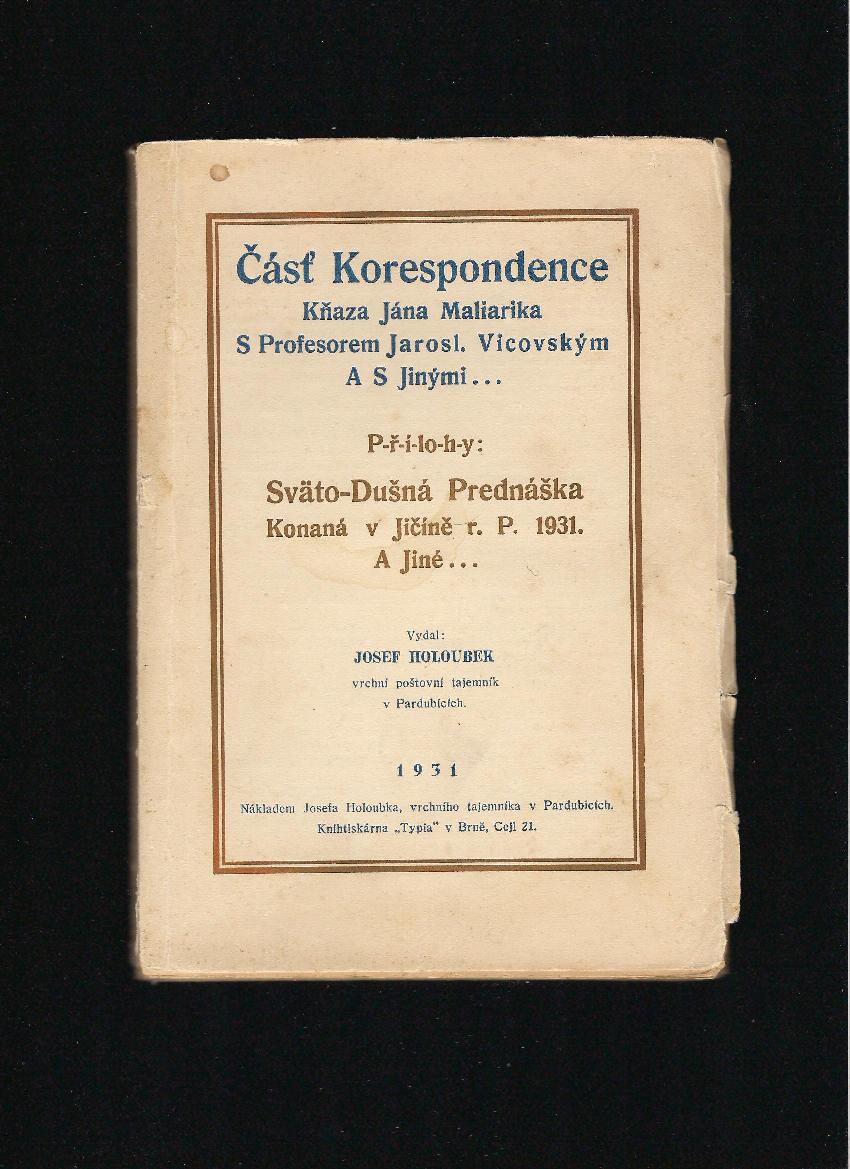 Čásť Korespondence
Kňaza Jána Maliarika
S Profesorem Jarosl. Vicovským
A S Jinými...
P-ř-í-lo-h-y:
Sväto-Dušná Prednáška
Konaná v Jičíně r. P. 1931.
A Jiné...
Vydal:
JOSEF HOLOUBEK
vrchní poštovní tajemník
v Pardubicích.
1931
Nákladem Josefa Holoubka, vrchního tajemníka v Pardubicích.
Knihtiskárna „Typia" v Brně, Cejl 21.